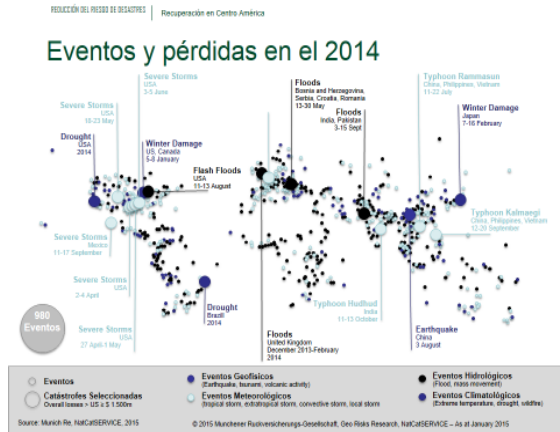 REDUCCIÓN DEL RIESGO DE DESASTRES
Recuperación en Centro América
Eventos y pérdidas en el 2014
Severe Storms
USA
3-5 June
Severe Storms
USA
18-23 May
Drought
USA
2014
Winter Damage
US, Canada
5-8 January
Flash Floods
USA
11-13 August
Floods
Bosnia and Herzegovina,
Serbia, Croatia, Romania
13-30 May
Floods
India, Pakistan
3-15 Sept
Typhoon Rammasun
China, Philippines, Vietnam
11-22 July
Winter Damage
Japan
7-16 February
Typhoon Kalmaegi
China, Philippines, Vietnam
12-20 September
Severe Storms
Mexico
11-17 September
Severe Storms
USA
2-4 April
Severe Storms
USA
27 April-1 May
Drought
Brazil
2014
Floods
United Kingdom
December 2013-February
2014
Typhoon Hudhud
India
11-13 October
Earthquake
China
3 August
980
Eventos
Eventos
Catástrofes Seleccionadas
Overall losses > US $ 1.500m
Eventos Geofísicos
(Earthquake, tsunami, volcanic activity)
Eventos Meteorológicos
(tropical storm, extratropical storm, convective storm, local storm)
Eventos Hidrológicos
(Flood, mass movement)
Eventos Climatológicos
(Extreme temperature, drought, wildfire)
Source: Munich Re, NatCatSERVICE, 2015
© 2015 Münchener Rückversicherungs-Gesellschaft, Geo Risks Research, NatCatSERVICE – As at January 2015